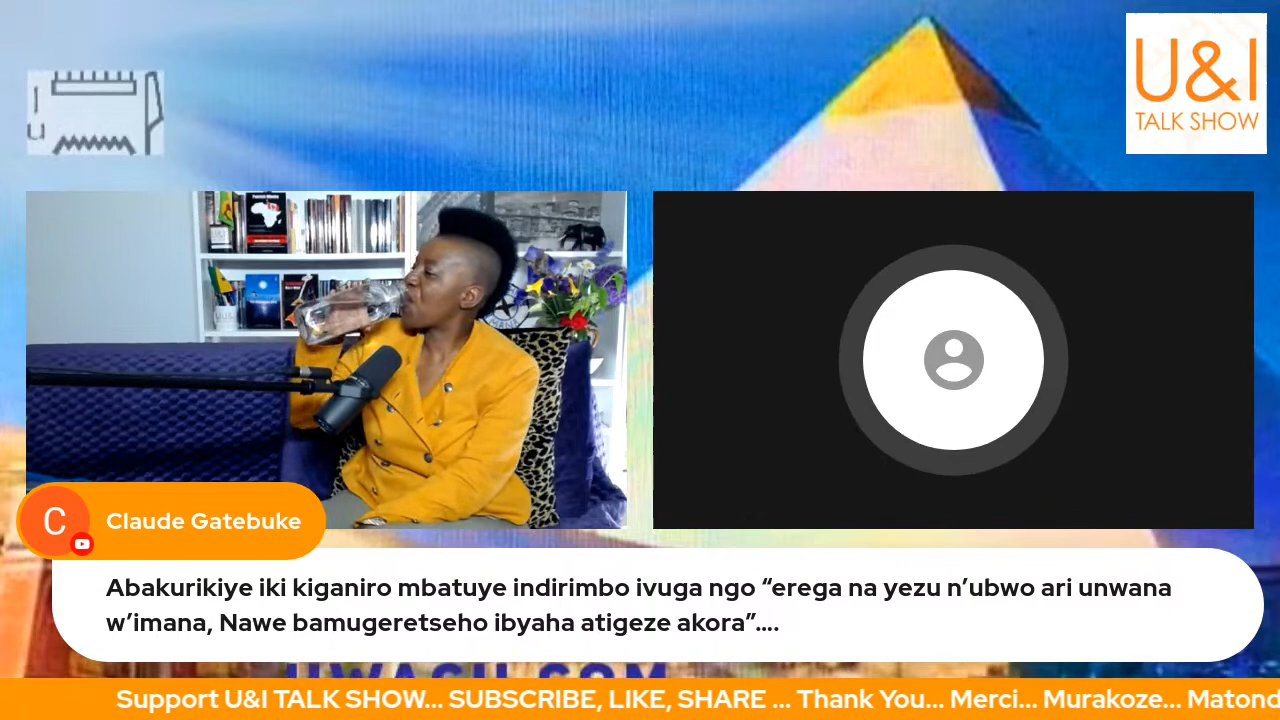 U&I
TALK SHOW
U&I
Claude Gatebuke
Abakurikiye iki kiganiro mbatuye indirimbo ivuga ngo “erega na yezu n’ubwo ari unwana
w’imana, Nawe bamugeretseho ibyaha atigeze akora”....
Support U&I TALK SHOW... SUBSCRIBE, LIKE, SHARE ... Thank You... Merci... Murakoze... Matond